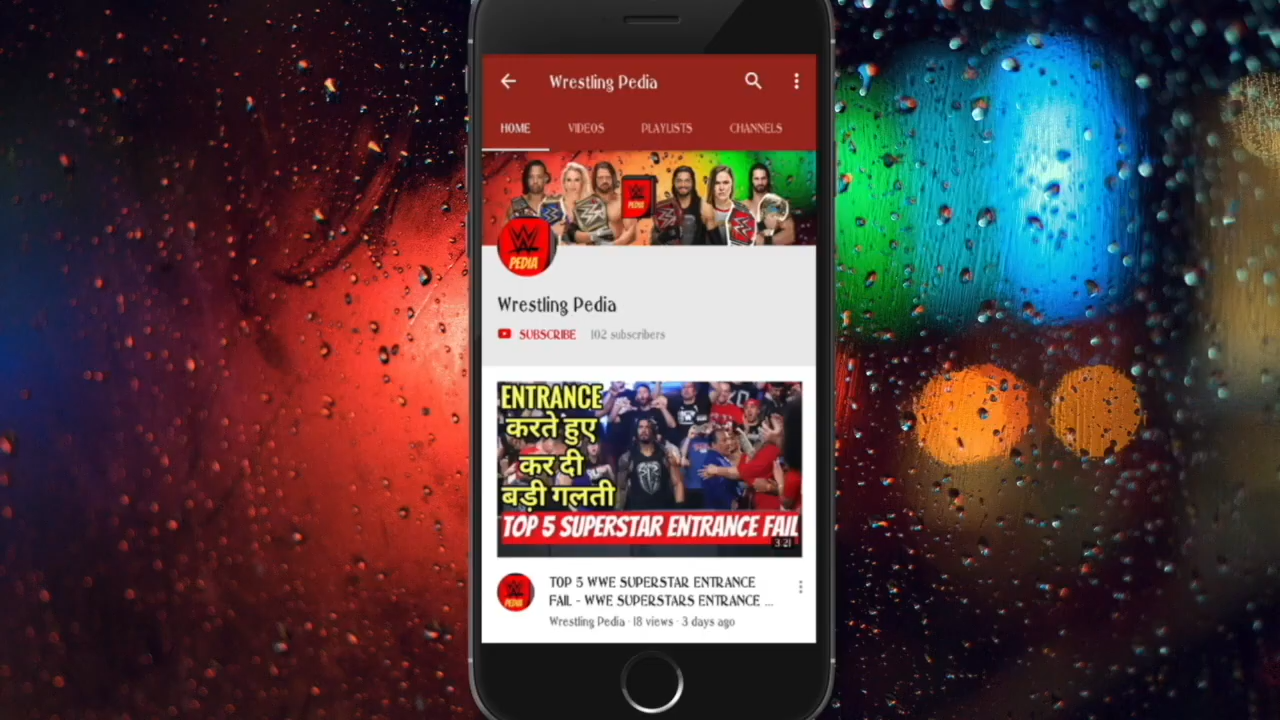 Wrestling Pedia
HOME VIDEOS PLAYLISTS CHANNELS
PEDIA
PEDIA
Wrestling Pedia
SUBSCRIBE 102 subscribers
ENTRANCE
करते हुए
कर दी
बड़ी गलती
TOP 5 SUPERSTAR ENTRANCE FAIL
3:21
TOP 5 WWE SUPERSTAR ENTRANCE
FAIL - WWE SUPERSTARS ENTRANCE ...
PEDIA
Wrestling Pedia · 18 views · 3 days ago